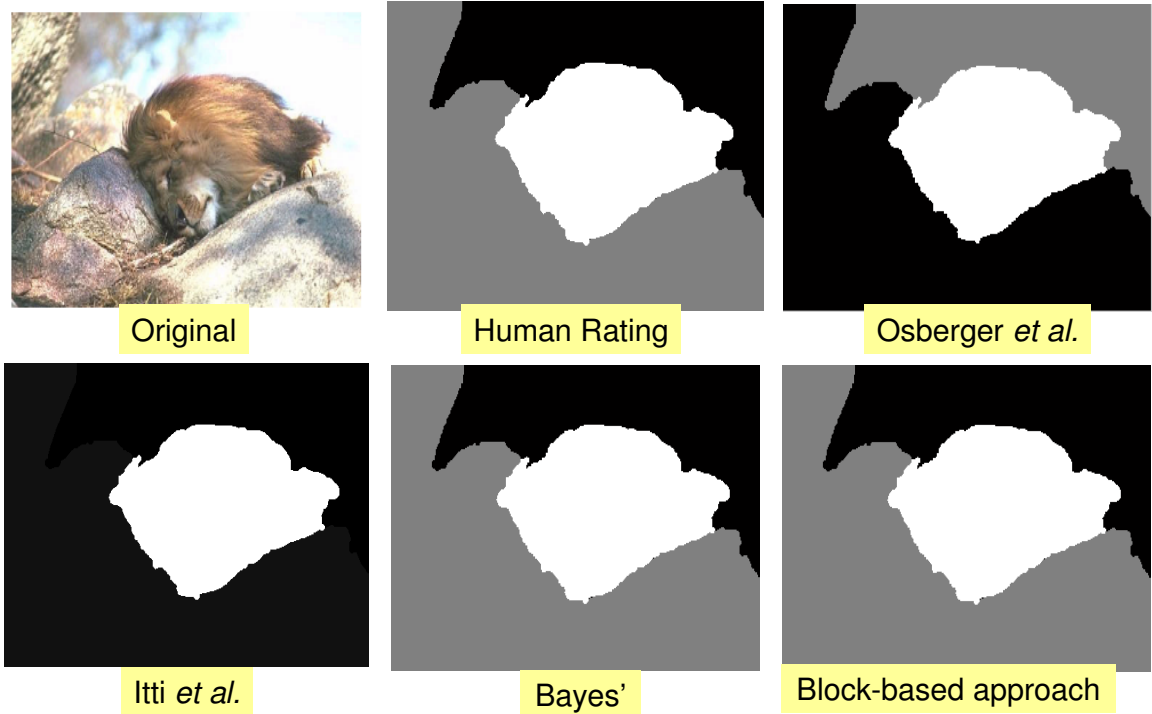 Original
Human Rating
Osberger et al.
Itti et al.
Bayes’
Block-based approach